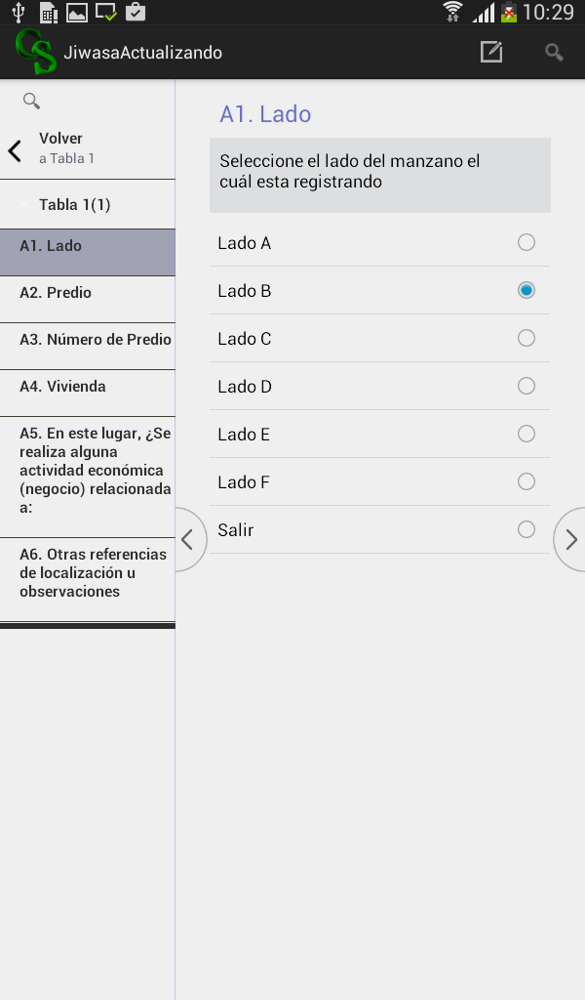 10:29
CS
JiwasaActualizando
Volver
a Tabla 1
Tabla 1(1)
A1. Lado
A2. Predio
A3. Número de Predio
A4. Vivienda
A5. En este lugar, ¿Se
realiza alguna
actividad económica
(negocio) relacionada
a:
A6. Otras referencias
de localización u
observaciones
A1. Lado
Seleccione el lado del manzano el
cuál esta registrando
Lado A
Lado B
Lado C
Lado D
Lado E
Lado F
Salir